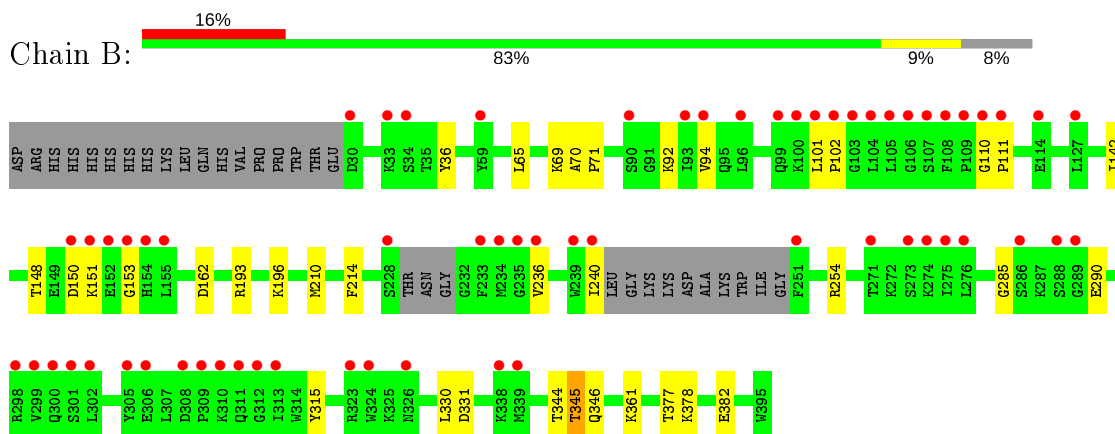 16%
Chain B:
83% 9% 8%
ASP ARG HIS HIS HIS HIS HIS HIS HIS LYS LEU GLN HIS VAL PRO PRO TRP THR GLU D30 K33 S34 T35 Y36 Y59 L65 K69 A70 P71 S90 G91 K92 I93 V94 Q95 L96 Q99 K100 L101 P102 G103 L104 L105 G106 S107 F108 P109 G110 P111 E114 L127 I142
T148 E149 D150 K151 E152 G153 H154 L155 D162 R193 K196 M210 F214 S228 THR ASN GLY G232 F233 M234 G235 V236 W239 I240 LEU GLY LYS LYS ASP ALA LYS TRP ILE GLY F251 R254 T271 K272 S273 K274 I275 L276 G285 S286 K287 S288 G289 E290
R298 V299 Q300 S301 L302 Y305 E306 L307 D308 P309 K310 Q311 G312 I313 W314 Y315 R323 W324 K325 N326 L330 D331 K338 M339 T344 T345 Q346 K361 T377 K378 E382 W395